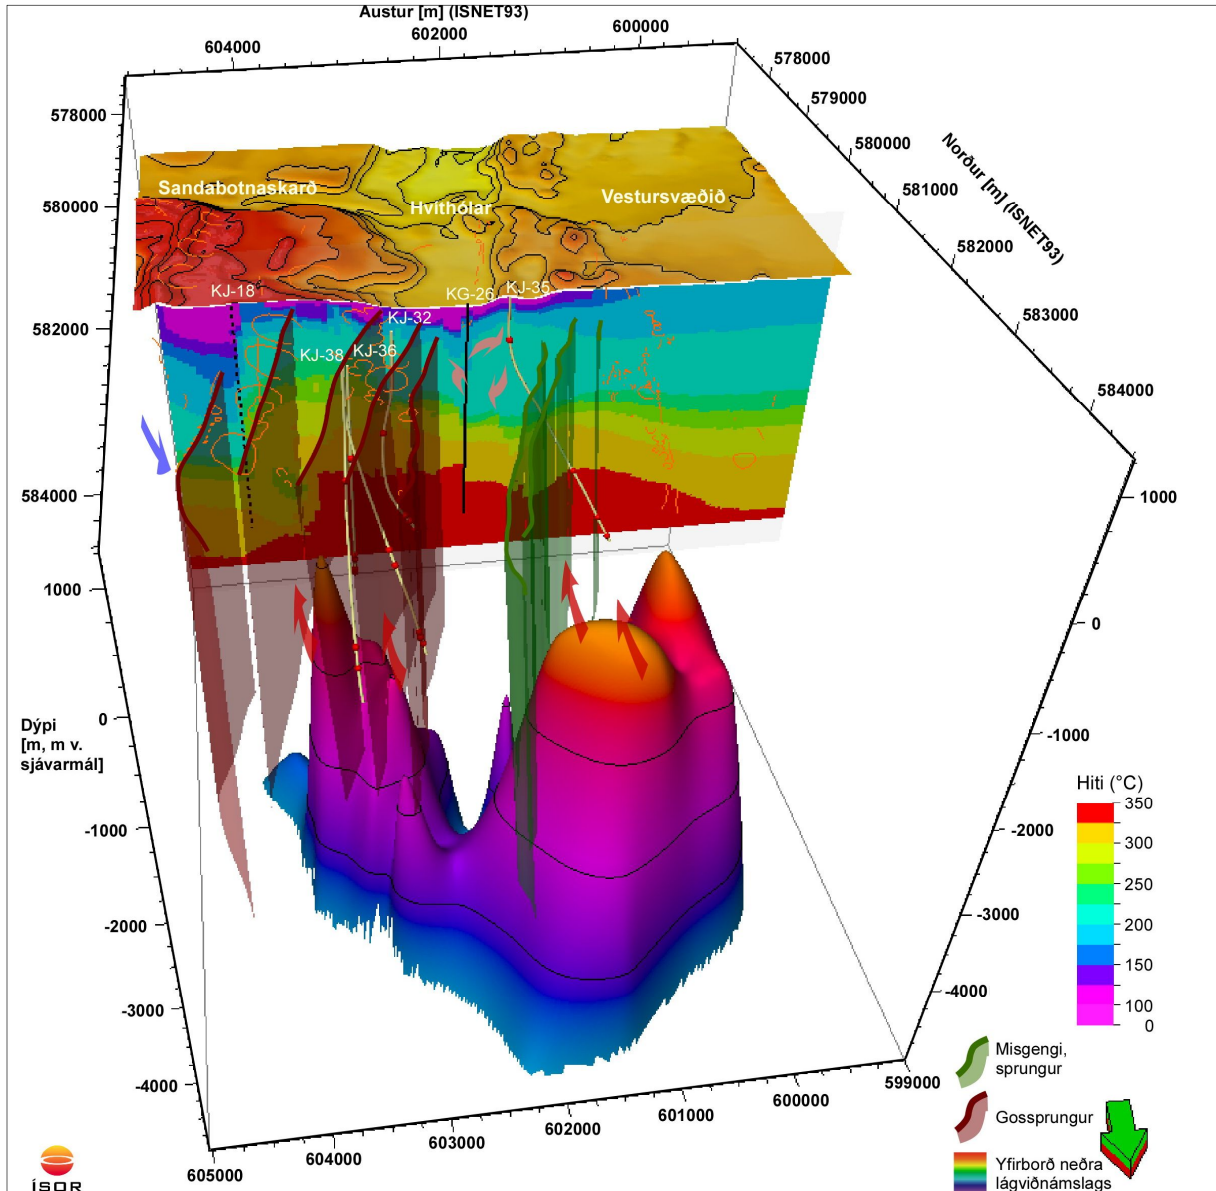 Austur [m] (ISNET93)
604000
602000
600000
578000
579000
580000
581000
582000
583000
584000
Norður [m] (ISNET93)
578000
580000
582000
584000
Sandabotnaskarð
Hvíthólar
Vestursvæðið
KJ-18
KG-26
KJ-35
KJ-32
KJ-38
KJ-36
1000
0
-1000
-2000
-3000
-4000
Dýpi
[m, m v.
sjávarmál]
1000
0
-1000
-2000
-3000
-4000
605000
604000
603000
602000
601000
600000
599000
Hiti (°C)
350
300
250
200
150
100
0
Misgengi,
sprungur
Gossprungur
Yfirborð neðra
lágviðnámslags
ÍSOR